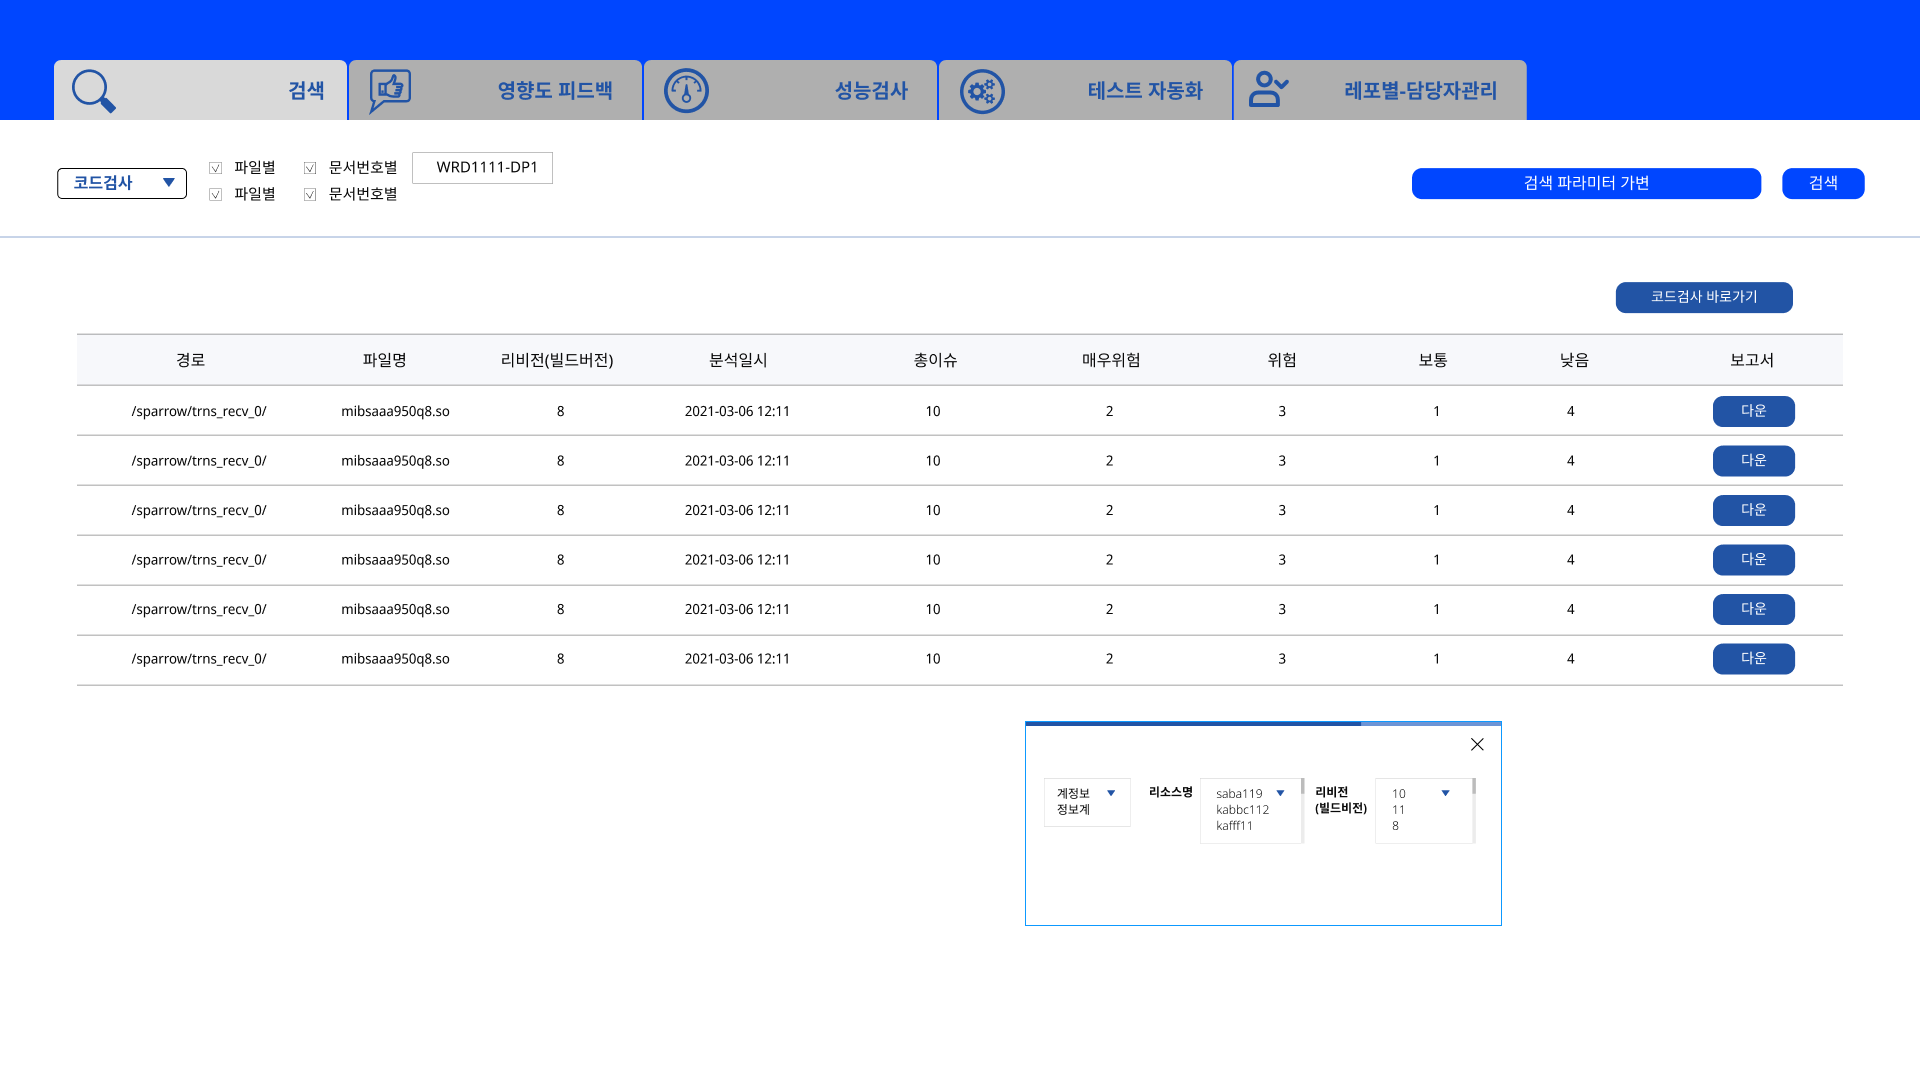 검색
영향도 피드백
성능검사
테스트 자동화
레포별-담당자관리
코드검사
파일별
문서번호별
WRD1111-DP1
파일별
문서번호별
검색 파라미터 가변
검색
코드검사 바로가기
경로 파일명 리비전(빌드버전) 분석일시 총이슈 매우위험 위험 보통 낮음 보고서
/sparrow/trns_recv_0/ mibsaaa950q8.so 8 2021-03-06 12:11 10 2 3 1 4 다운
/sparrow/trns_recv_0/ mibsaaa950q8.so 8 2021-03-06 12:11 10 2 3 1 4 다운
/sparrow/trns_recv_0/ mibsaaa950q8.so 8 2021-03-06 12:11 10 2 3 1 4 다운
/sparrow/trns_recv_0/ mibsaaa950q8.so 8 2021-03-06 12:11 10 2 3 1 4 다운
/sparrow/trns_recv_0/ mibsaaa950q8.so 8 2021-03-06 12:11 10 2 3 1 4 다운
/sparrow/trns_recv_0/ mibsaaa950q8.so 8 2021-03-06 12:11 10 2 3 1 4 다운
계정보
정보계
리소스명
saba119
kabbc112
kafff11
리비전
(빌드비전)
10
11
8